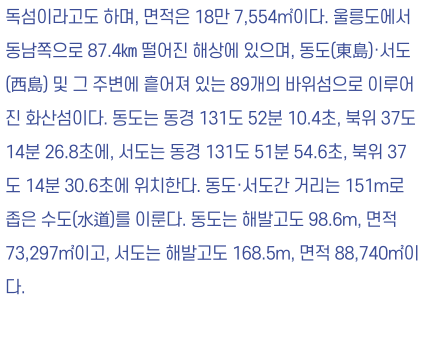 독섬이라고도 하며, 면적은 18만 7,554㎡이다. 울릉도에서
동남쪽으로 87.4㎞ 떨어진 해상에 있으며, 동도(東島)·서도
(西島) 및 그 주변에 흩어져 있는 89개의 바위섬으로 이루어
진 화산섬이다. 동도는 동경 131도 52분 10.4초, 북위 37도
14분 26.8초에, 서도는 동경 131도 51분 54.6초, 북위 37
도 14분 30.6초에 위치한다. 동도·서도간 거리는 151m로
좁은 수도(水道)를 이룬다. 동도는 해발고도 98.6m, 면적
73,297㎡이고, 서도는 해발고도 168.5m, 면적 88,740㎡이
다.